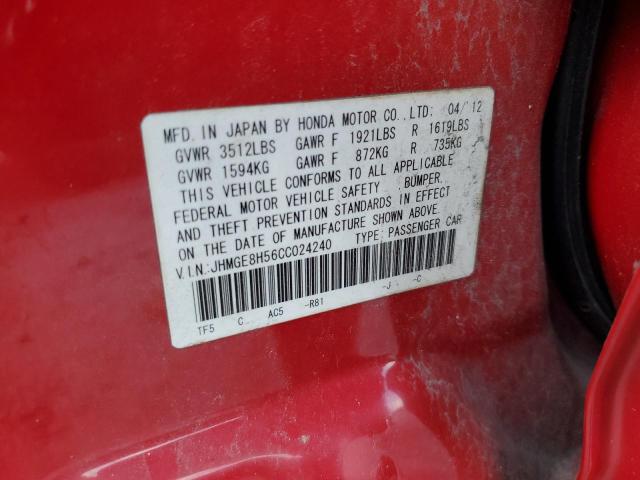 MFD. IN JAPAN BY HONDA MOTOR CO., LTD: 04/'12
GVWR 3512LBS GAWR F 1921LBS R 1619LBS
GVWR 1594KG GAWR F 872KG R 735KG
THIS VEHICLE CONFORMS TO ALL APPLICABLE
FEDERAL MOTOR VEHICLE SAFETY, BUMPER,
AND THEFT PREVENTION STANDARDS IN EFFECT
ON THE DATE OF MANUFACTURE SHOWN ABOVE.
V.I.N.:JHMGE8H56CC024240 TYPE:PASSENGER CAR
TF5 C AC5 -R81 -J -C